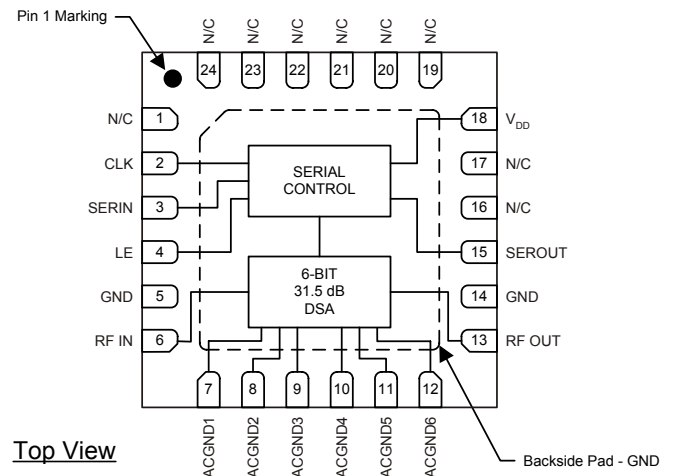 Pin 1 Marking
N/C
N/C
N/C
N/C
N/C
N/C
24
23
22
21
20
19
N/C
1
18
VDD
CLK
2
17
N/C
SERIAL
CONTROL
SERIN
3
16
N/C
LE
4
15
SEROUT
6-BIT
31.5 dB
DSA
GND
5
14
GND
RF IN
6
13
RF OUT
7
8
9
10
11
12
ACGND1
ACGND2
ACGND3
ACGND4
ACGND5
ACGND6
Top View
Backside Pad - GND